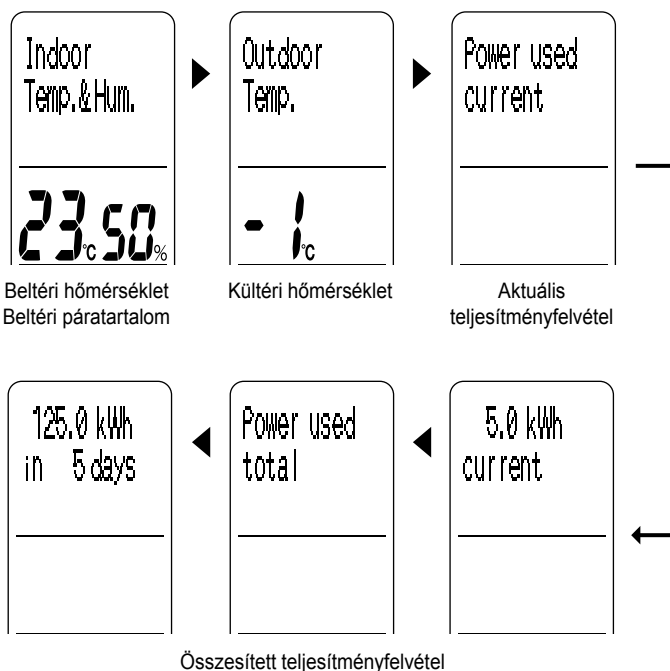 Indoor
Temp.&Hum.
23 °C 50 %
Beltéri hőmérséklet
Beltéri páratartalom
Outdoor
Temp.
- 1 °C
Kültéri hőmérséklet
Power used
current
Aktuális
teljesítményfelvétel
5.0 kWh
current
Power used
total
125.0 kWh
in 5 days
Összesített teljesítményfelvétel